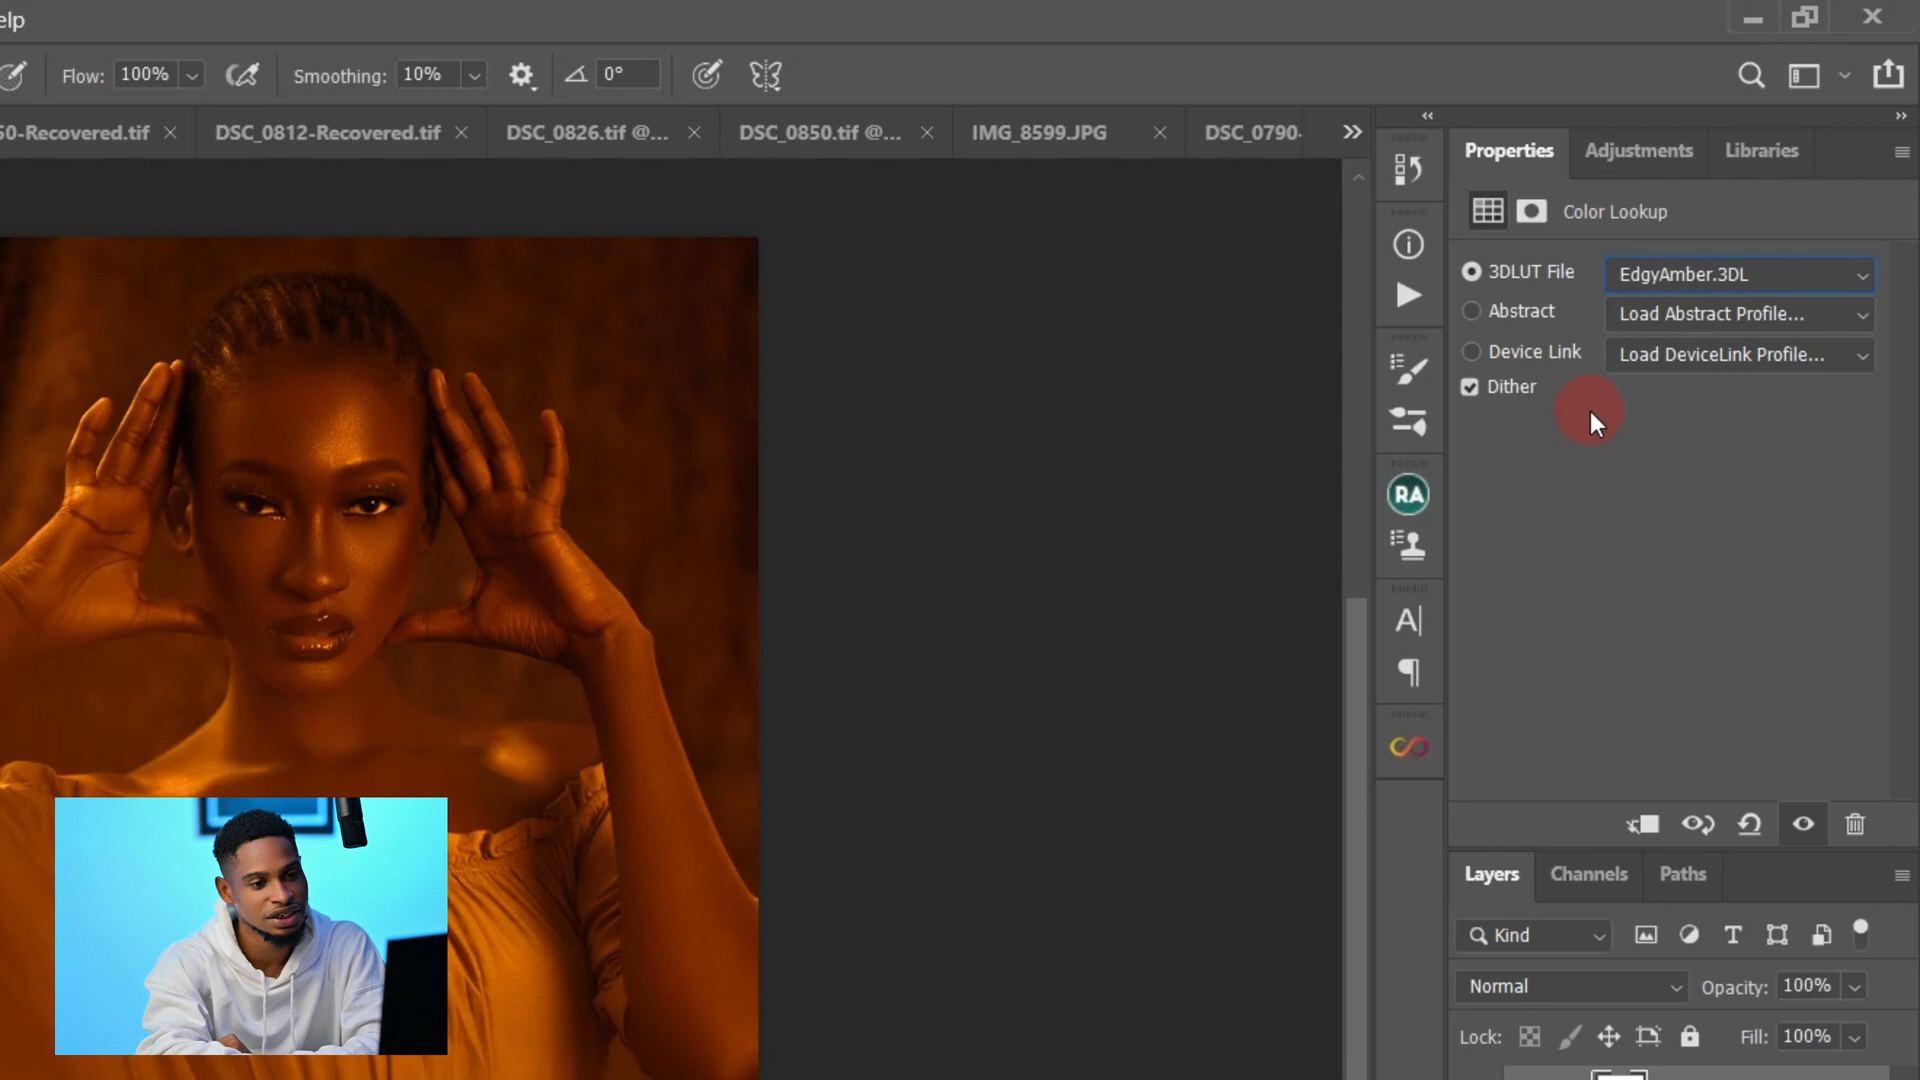 elp
Flow: 100% Smoothing: 10% 0°
50-Recovered.tif DSC_0812-Recovered.tif DSC_0826.tif @... DSC_0850.tif @... IMG_8599.JPG DSC_0790-
Properties Adjustments Libraries
Color Lookup
3DLUT File EdgyAmber.3DL
Abstract Load Abstract Profile...
Device Link Load DeviceLink Profile...
Dither
RA
A|
Layers Channels Paths
Kind
Normal Opacity: 100%
Lock: Fill: 100%